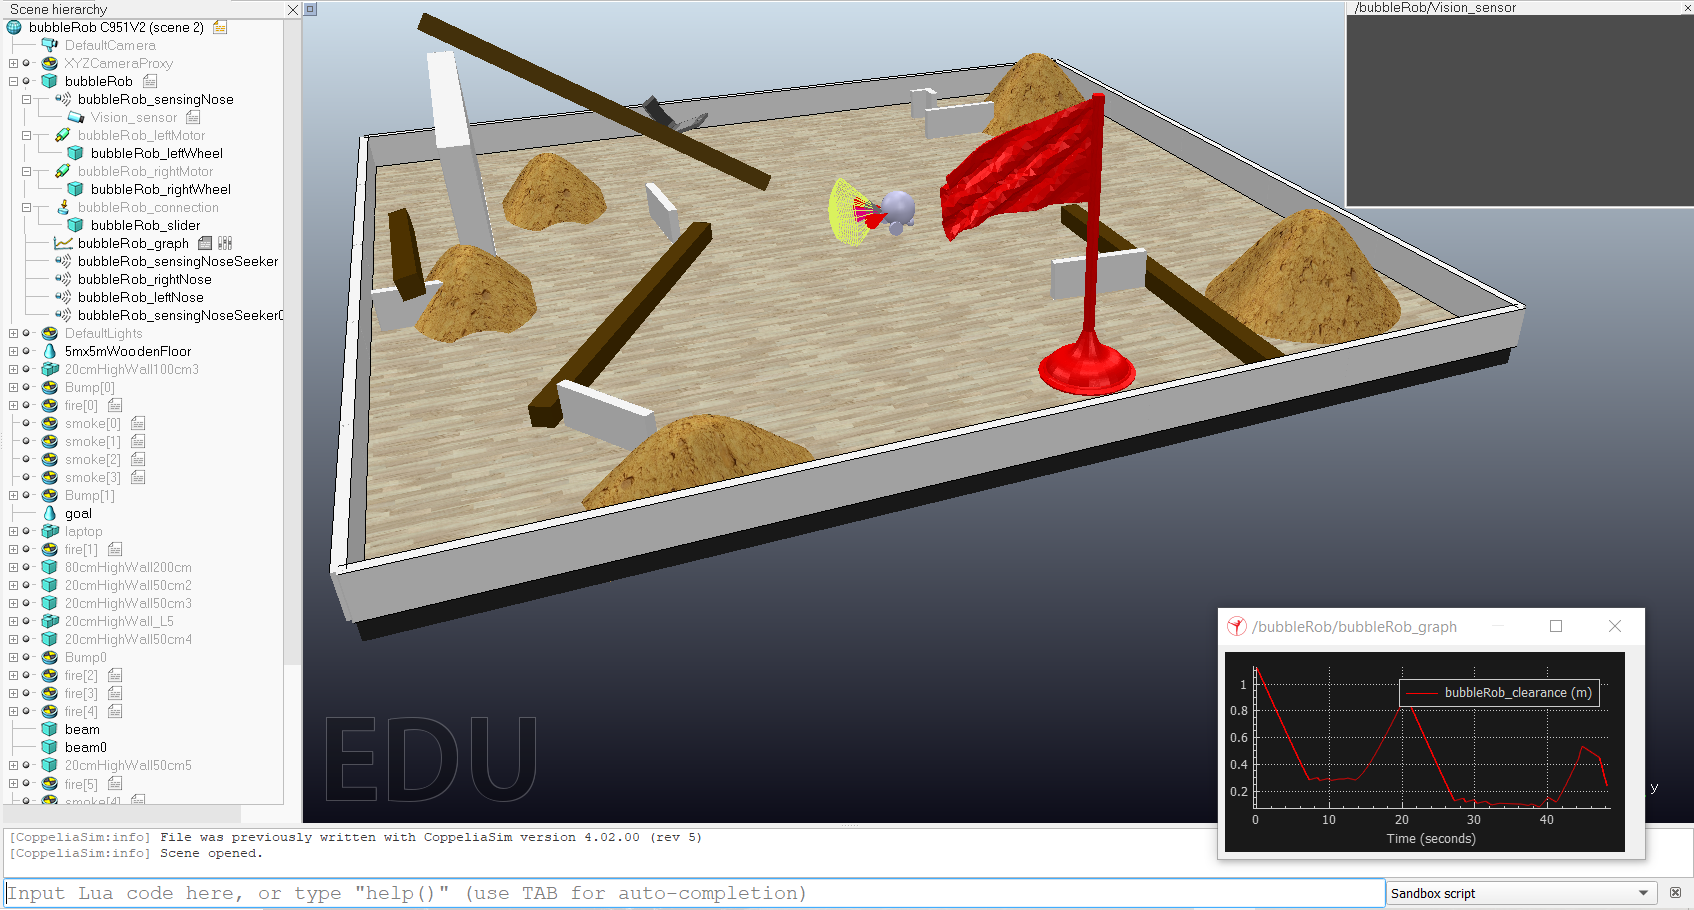 Scene hierarchy
bubbleRob C951V2 (scene 2)
DefaultCamera
XYZCameraProxy
bubbleRob
bubbleRob_sensingNose
Vision_sensor
bubbleRob_leftMotor
bubbleRob_leftWheel
bubbleRob_rightMotor
bubbleRob_rightWheel
bubbleRob_connection
bubbleRob_slider
bubbleRob_graph
bubbleRob_sensingNoseSeeker
bubbleRob_rightNose
bubbleRob_leftNose
bubbleRob_sensingNoseSeeker0
DefaultLights
5mx5mWoodenFloor
20cmHighWall100cm3
Bump[0]
fire[0]
smoke[0]
smoke[1]
smoke[2]
smoke[3]
Bump[1]
goal
laptop
fire[1]
80cmHighWall200cm
20cmHighWall50cm2
20cmHighWall50cm3
20cmHighWall_L5
20cmHighWall50cm4
Bump0
fire[2]
fire[3]
fire[4]
beam
beam0
20cmHighWall50cm5
fire[5]
smoke[4]
/bubbleRob/Vision_sensor
EDU
y
/bubbleRob/bubbleRob_graph
bubbleRob_clearance (m)
1
0.8
0.6
0.4
0.2
0 10 20 30 40
Time (seconds)
[CoppeliaSim:info] File was previously written with CoppeliaSim version 4.02.00 (rev 5)
[CoppeliaSim:info] Scene opened.
Input Lua code here, or type "help()" (use TAB for auto-completion)
Sandbox script